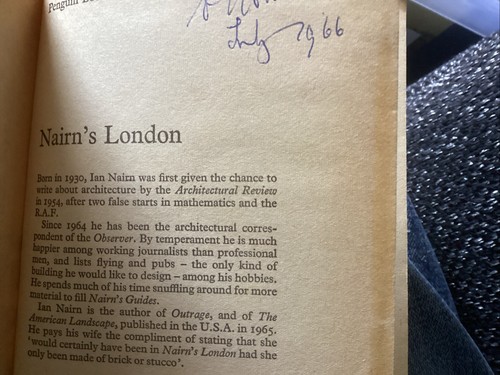 Penguin
July 1966
Nairn's London
Born in 1930, Ian Nairn was first given the chance to
write about architecture by the Architectural Review
in 1954, after two false starts in mathematics and the
R.A.F.
Since 1964 he has been the architectural corres-
pondent of the Observer. By temperament he is much
happier among working journalists than professional
men, and lists flying and pubs – the only kind of
building he would like to design – among his hobbies.
He spends much of his time snuffling around for more
material to fill Nairn's Guides.
Ian Nairn is the author of Outrage, and of The
American Landscape, published in the U.S.A. in 1965.
He pays his wife the compliment of stating that she
'would certainly have been in Nairn's London had she
only been made of brick or stucco'.